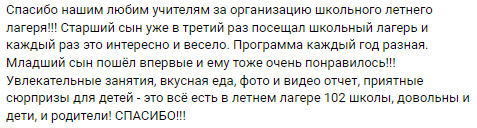 Спасибо нашим любим учителям за организацию школьного летнего
лагеря!!! Старший сын уже в третий раз посещал школьный лагерь и
каждый раз это интересно и весело. Программа каждый год разная.
Младший сын пошёл впервые и ему тоже очень понравилось!!!
Увлекательные занятия, вкусная еда, фото и видео отчет, приятные
сюрпризы для детей - это всё есть в летнем лагере 102 школы, довольны и
дети, и родители! СПАСИБО!!!